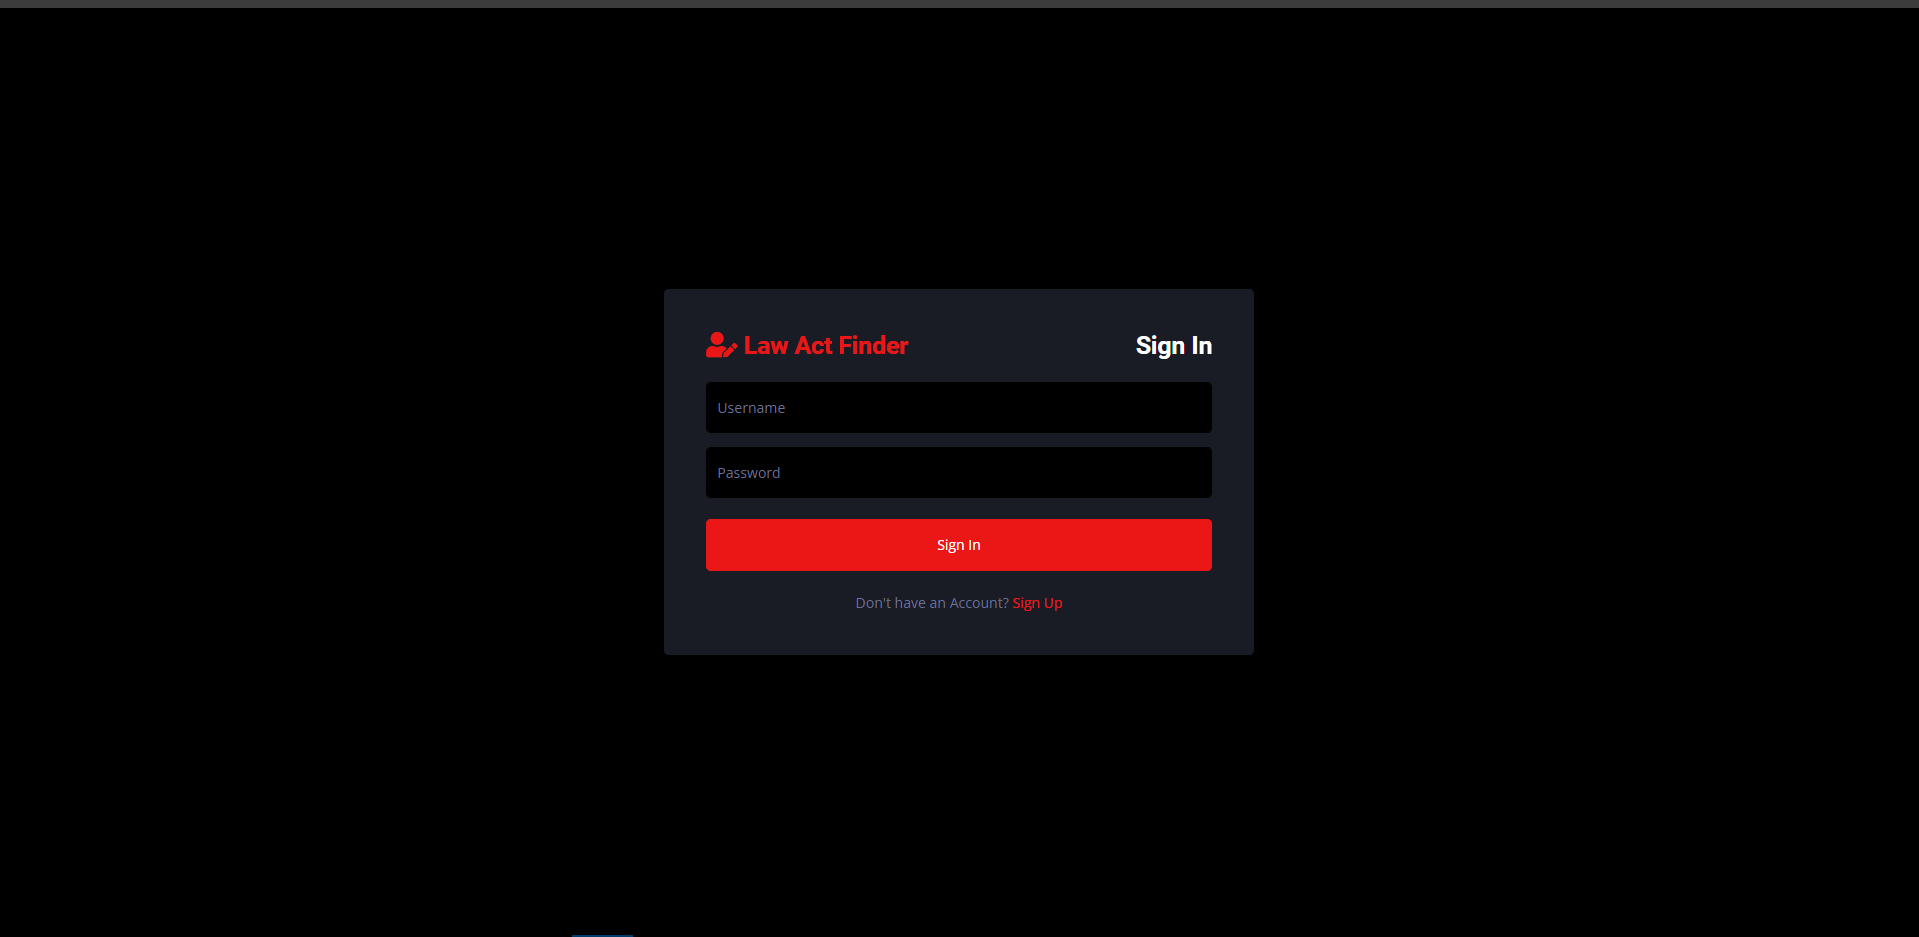 Law Act Finder
Sign In
Username
Password
Sign In
Don't have an Account? Sign Up